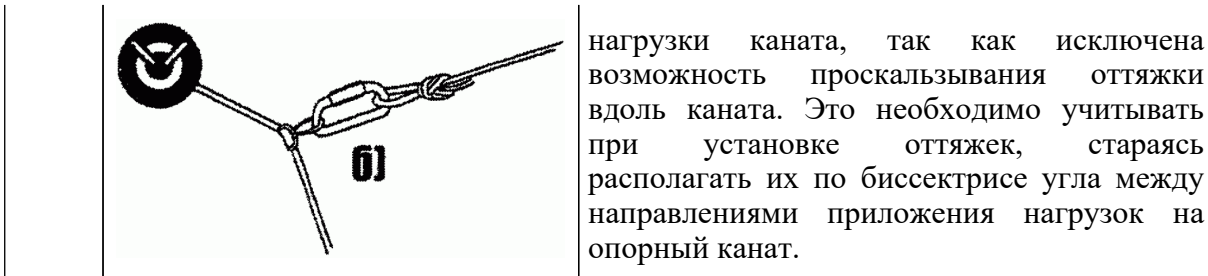 б)
нагрузки каната, так как исключена
возможность проскальзывания оттяжки
вдоль каната. Это необходимо учитывать
при установке оттяжек, стараясь
располагать их по биссектрисе угла между
направлениями приложения нагрузок на
опорный канат.